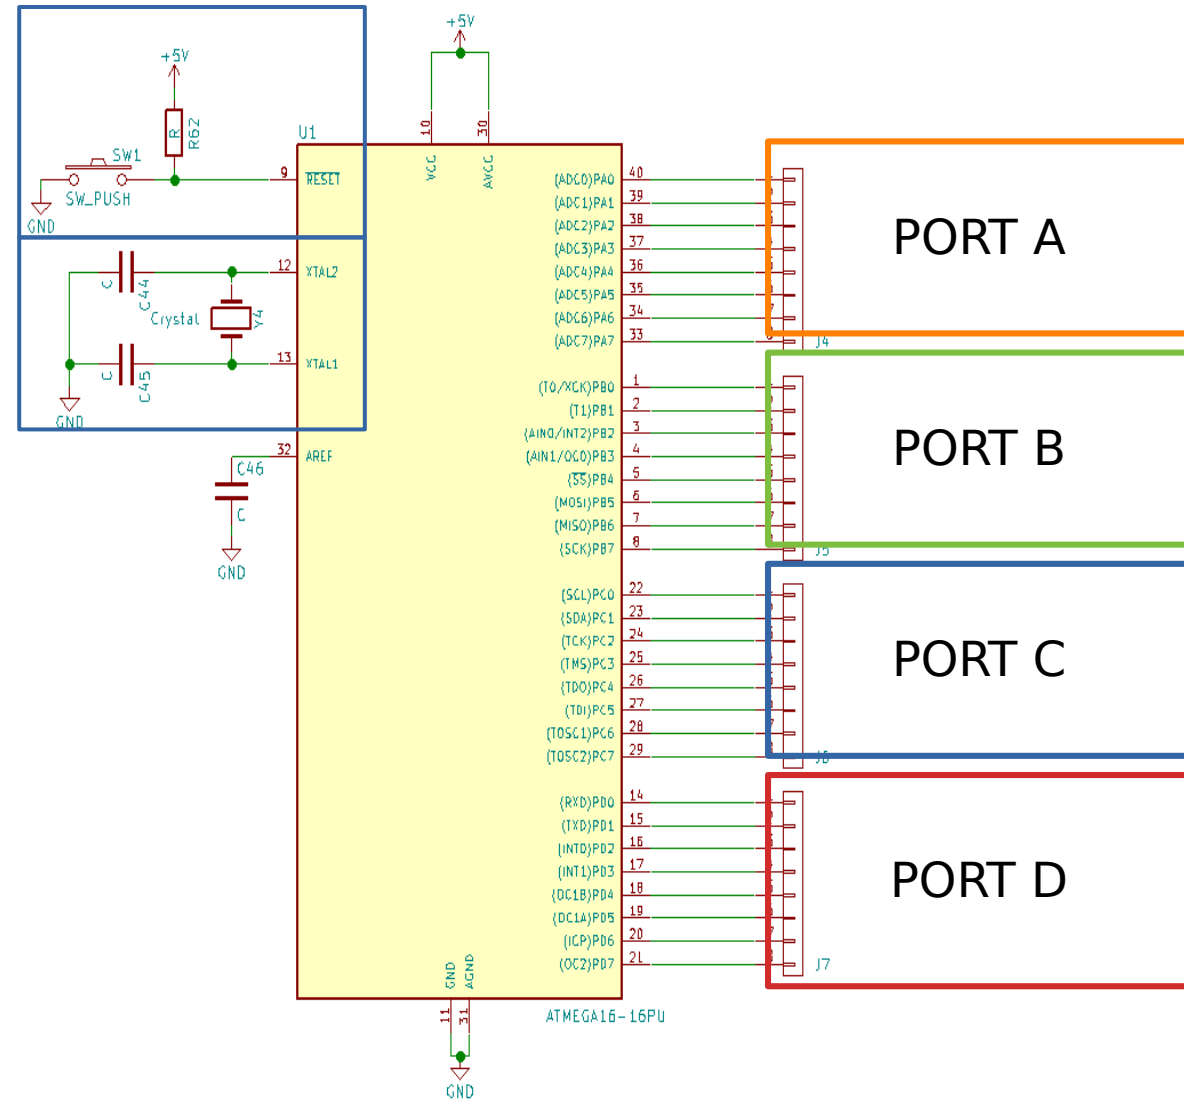 +5V
+5V
R
R62
SW1
SW_PUSH
GND
U1
9
RESET
10
VCC
30
AVCC
C
C44
12
XTAL2
Crystal
Y4
C
C45
13
XTAL1
GND
32
AREF
C46
C
GND
(ADC0)PA0 40
(ADC1)PA1 39
(ADC2)PA2 38
(ADC3)PA3 37
(ADC4)PA4 36
(ADC5)PA5 35
(ADC6)PA6 34
(ADC7)PA7 33
J4
PORT A
(T0/XCK)PB0 1
(T1)PB1 2
(AIN0/INT2)PB2 3
(AIN1/OC0)PB3 4
(SS)PB4 5
(MOSI)PB5 6
(MISO)PB6 7
(SCK)PB7 8
J5
PORT B
(SCL)PC0 22
(SDA)PC1 23
(TCK)PC2 24
(TMS)PC3 25
(TDO)PC4 26
(TDI)PC5 27
(TOSC1)PC6 28
(TOSC2)PC7 29
J6
PORT C
(RXD)PD0 14
(TXD)PD1 15
(INT0)PD2 16
(INT1)PD3 17
(OC1B)PD4 18
(OC1A)PD5 19
(ICP)PD6 20
(OC2)PD7 21
J7
PORT D
GND
AGND
11
31
ATMEGA16-16PU
GND